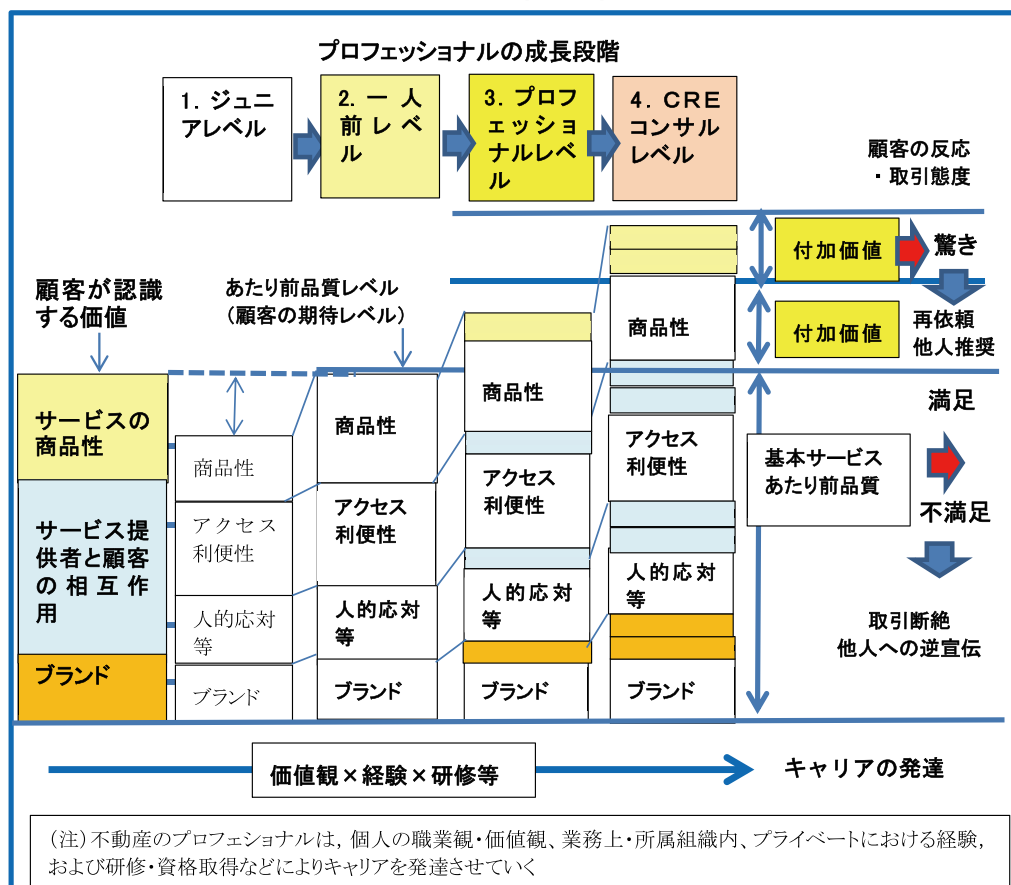 プロフェッショナルの成長段階
1．ジュニ
アレベル
2．一 人
前 レ ベ
ル
3．プロフ
ェッショ
ナルレベ
ル
4．ＣＲＥ
コンサル
レベル
顧客の反応
・取引態度
顧客が認識
する価値
あたり前品質レベル
（顧客の期待レベル）
付加価値
驚き
付加価値
再依頼
他人推奨
サービスの
商品性
サービス提
供者と顧客
の 相 互 作
用
ブランド
商品性
アクセス
利便性
人的応対
等
ブランド
商品性
アクセス
利便性
人的応対
等
ブランド
商品性
アクセス
利便性
人的応対
等
ブランド
商品性
アクセス
利便性
人的応対
等
ブランド
満足
基本サービス
あたり前品質
不満足
取引断絶
他人への逆宣伝
価値観×経験×研修等
キャリアの発達
（注）不動産のプロフェショナルは，個人の職業観・価値観、業務上・所属組織内、プライベートにおける経験，
および研修・資格取得などによりキャリアを発達させていく